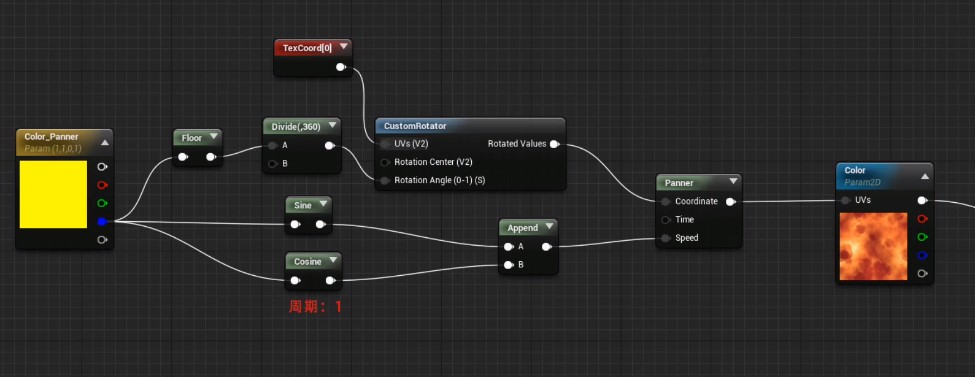 TexCoord[0]
Color_Panner
Param (1,1,0,1)
Floor
Divide(,360)
A
B
CustomRotator
UVs (V2)
Rotated Values
Rotation Center (V2)
Rotation Angle (0-1) (S)
Sine
Cosine
周期：1
Append
A
B
Panner
Coordinate
Time
Speed
Color
Param2D
UVs